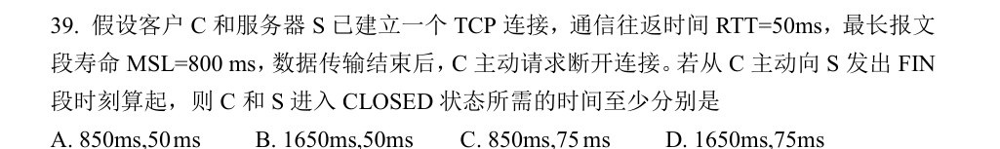 39. 假设客户 C 和服务器 S 已建立一个 TCP 连接，通信往返时间 RTT=50ms，最长报文
段寿命 MSL=800 ms，数据传输结束后，C 主动请求断开连接。若从 C 主动向 S 发出 FIN
段时刻算起，则 C 和 S 进入 CLOSED 状态所需的时间至少分别是
A. 850ms,50ms B. 1650ms,50ms C. 850ms,75 ms D. 1650ms,75ms